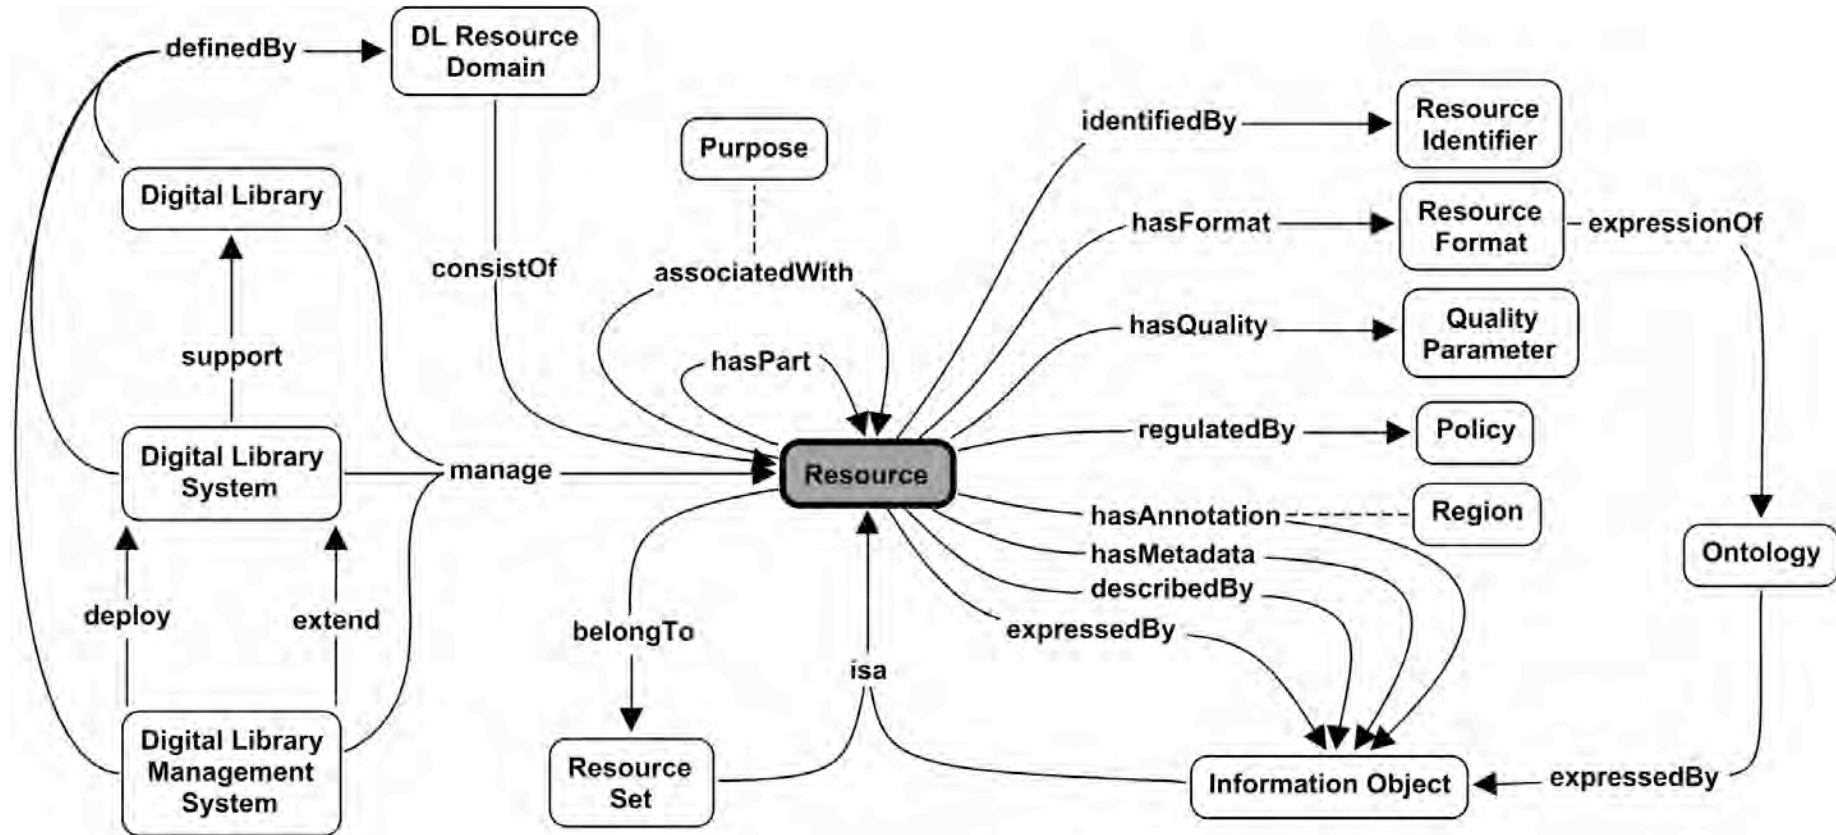 definedBy
DL Resource
Domain
Purpose
identifiedBy
Resource
Identifier
Digital Library
hasFormat
Resource
Format
expressionOf
consistOf
associatedWith
hasQuality
Quality
Parameter
support
hasPart
regulatedBy
Policy
Digital Library
System
manage
Resource
hasAnnotation
Region
hasMetadata
Ontology
describedBy
deploy
extend
belongTo
expressedBy
isa
Digital Library
Management
System
Resource
Set
Information Object
expressedBy